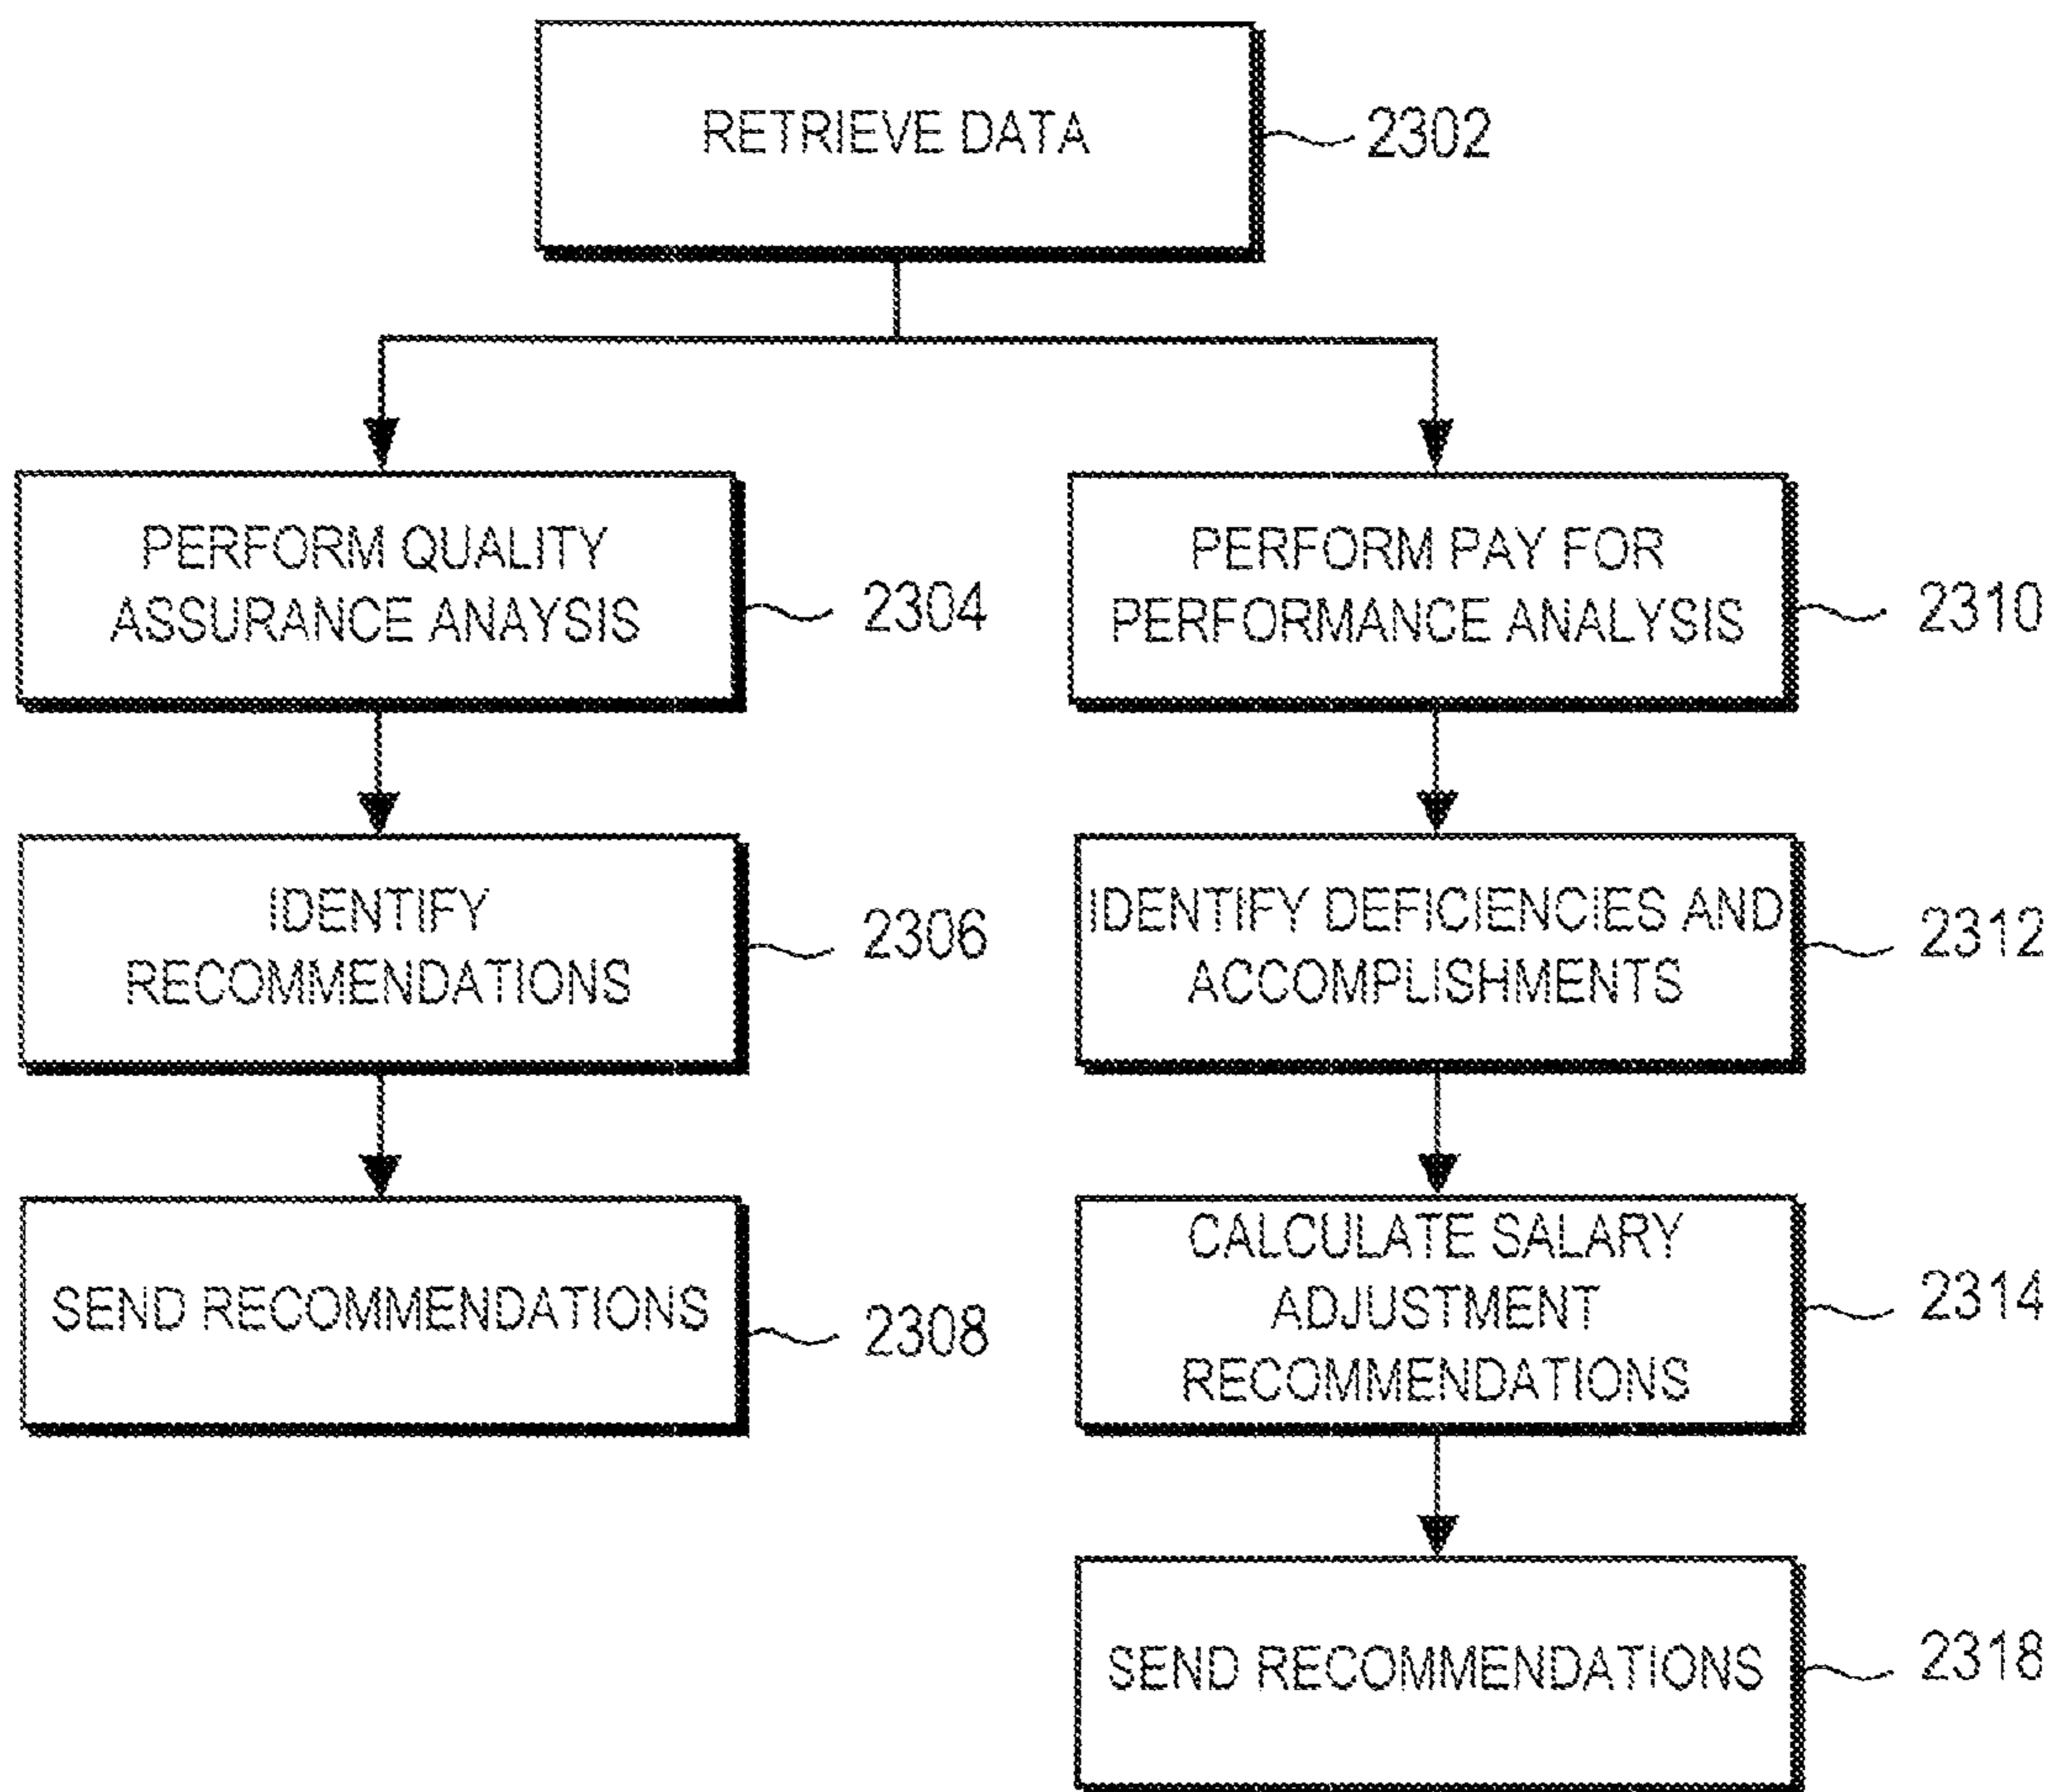 RETRIEVE DATA
2302
PERFORM QUALITY
ASSURANCE ANAYSIS
2304
PERFORM PAY FOR
PERFORMANCE ANALYSIS
2310
IDENTIFY
RECOMMENDATIONS
2306
IDENTIFY DEFICIENCIES AND
ACCOMPLISHMENTS
2312
SEND RECOMMENDATIONS
2308
CALCULATE SALARY
ADJUSTMENT
RECOMMENDATIONS
2314
SEND RECOMMENDATIONS
2318